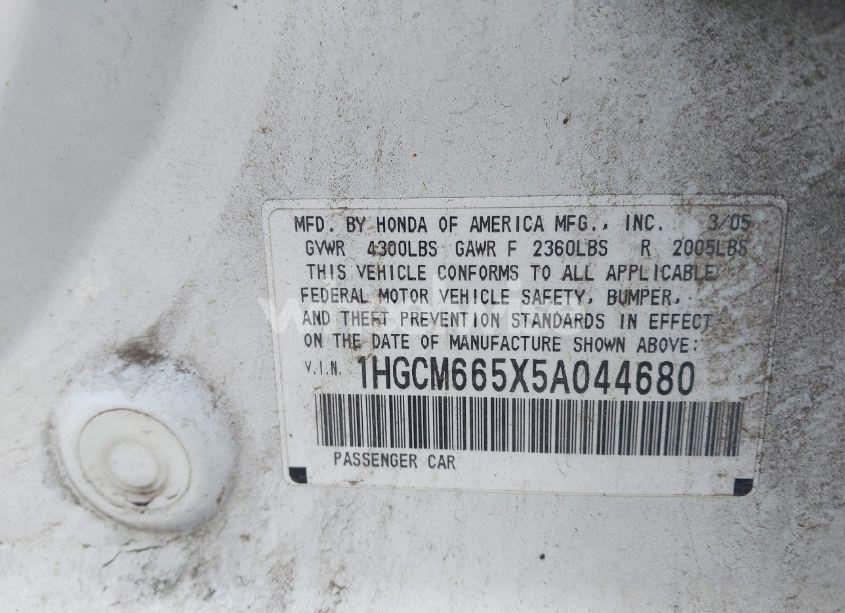 MFD. BY HONDA OF AMERICA MFG., INC. 3/05
GVWR 4300LBS GAWR F 2360LBS R 2005LBS
THIS VEHICLE CONFORMS TO ALL APPLICABLE
FEDERAL MOTOR VEHICLE SAFETY, BUMPER,
AND THEFT PREVENTION STANDARDS IN EFFECT
ON THE DATE OF MANUFACTURE SHOWN ABOVE:
V.I.N. 1HGCM665X5A044680
PASSENGER CAR